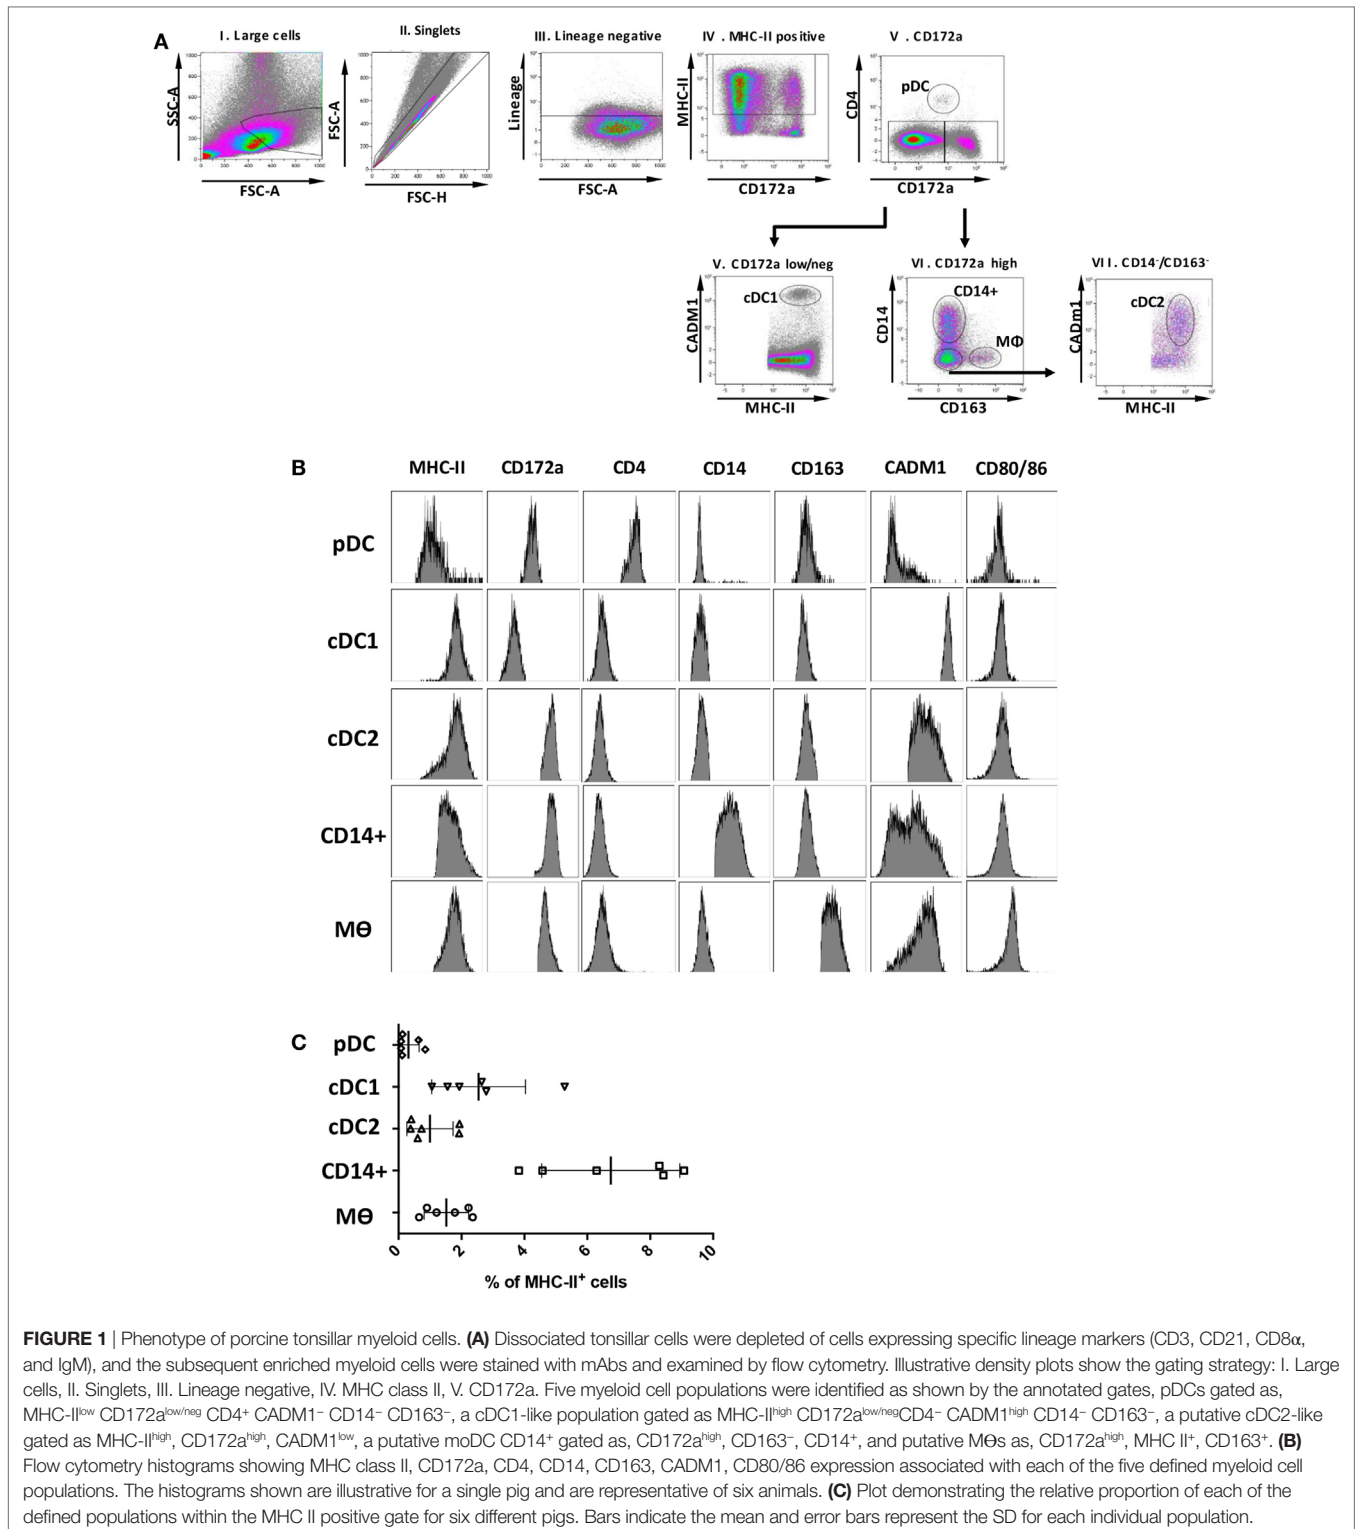 A
I. Large cells
II. Singlets
III. Lineage negative
IV. MHC-II positive
V. CD172a
SSC-A
FSC-A
FSC-A
FSC-H
Lineage
FSC-A
MHC-II
CD172a
CD4
pDC
CD172a
V. CD172a low/neg
VI. CD172a high
VII. CD14-/CD163-
CADM1
cDC1
MHC-II
CD14
CD14+
MΦ
CD163
CADm1
cDC2
MHC-II
B
MHC-II CD172a CD4 CD14 CD163 CADM1 CD80/86
pDC
cDC1
cDC2
CD14+
MƟ
C
pDC
cDC1
cDC2
CD14+
MƟ
0 2 4 6 8 10
% of MHC-II+ cells
FIGURE 1 | Phenotype of porcine tonsillar myeloid cells. (A) Dissociated tonsillar cells were depleted of cells expressing specific lineage markers (CD3, CD21, CD8α,
and IgM), and the subsequent enriched myeloid cells were stained with mAbs and examined by flow cytometry. Illustrative density plots show the gating strategy: I. Large
cells, II. Singlets, III. Lineage negative, IV. MHC class II, V. CD172a. Five myeloid cell populations were identified as shown by the annotated gates, pDCs gated as,
MHC-IIlow CD172alow/neg CD4+ CADM1− CD14− CD163−, a cDC1-like population gated as MHC-IIhigh CD172alow/negCD4− CADM1high CD14− CD163−, a putative cDC2-like
gated as MHC-IIhigh, CD172ahigh, CADM1low, a putative moDC CD14+ gated as, CD172ahigh, CD163−, CD14+, and putative MƟs as, CD172ahigh, MHC II+, CD163+. (B)
Flow cytometry histograms showing MHC class II, CD172a, CD4, CD14, CD163, CADM1, CD80/86 expression associated with each of the five defined myeloid cell
populations. The histograms shown are illustrative for a single pig and are representative of six animals. (C) Plot demonstrating the relative proportion of each of the
defined populations within the MHC II positive gate for six different pigs. Bars indicate the mean and error bars represent the SD for each individual population.